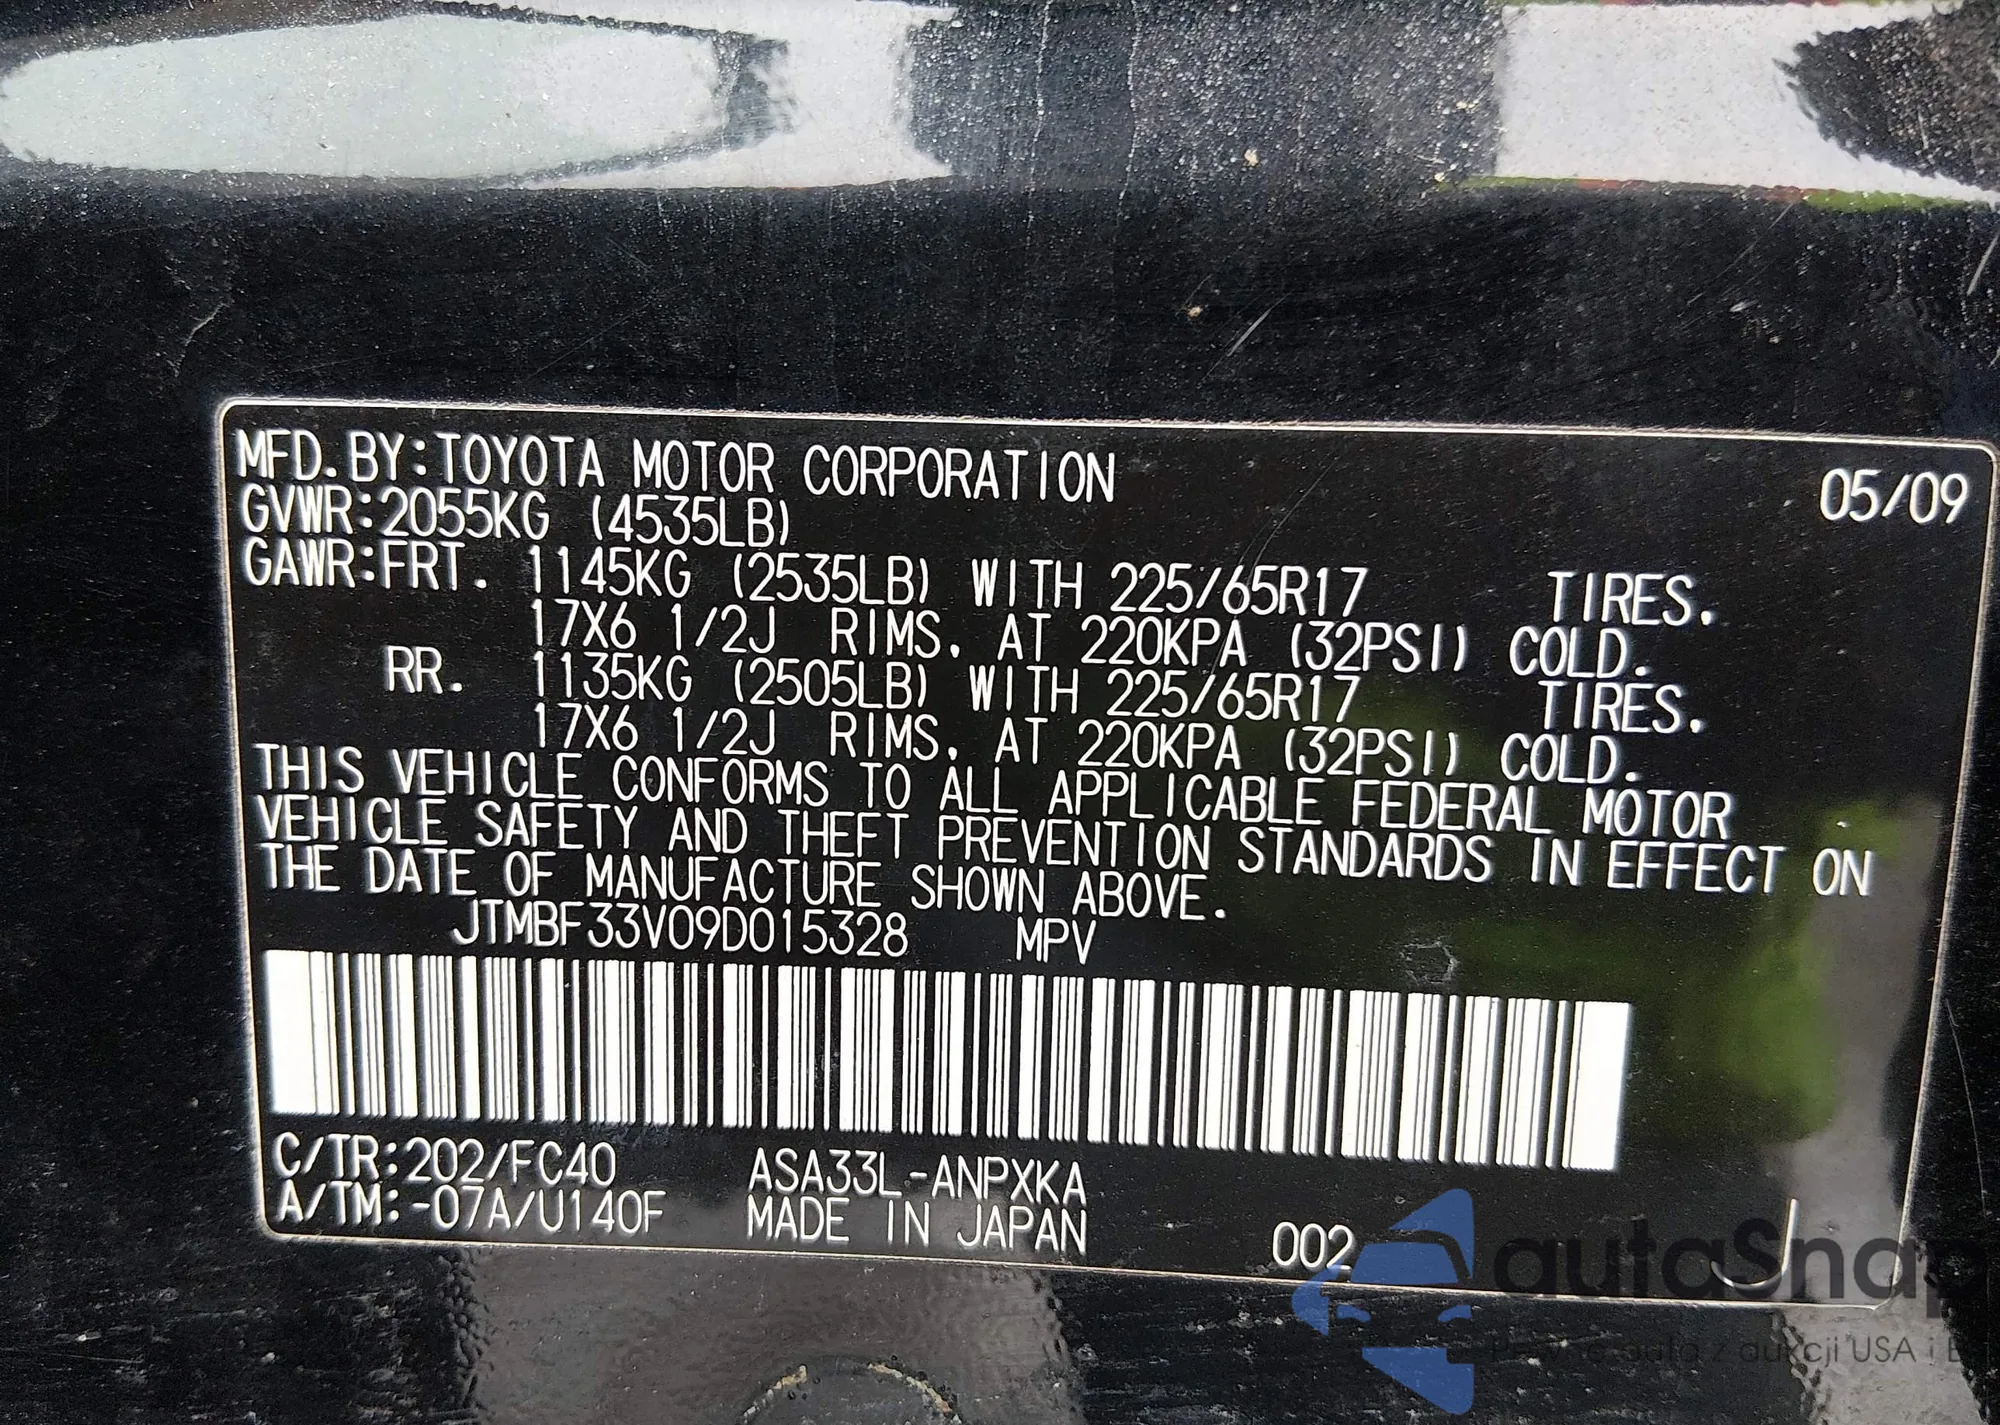 MFD.BY:TOYOTA MOTOR CORPORATION 05/09
GVWR:2055KG (4535LB)
GAWR:FRT. 1145KG (2535LB) WITH 225/65R17 TIRES.
17X6 1/2J RIMS, AT 220KPA (32PSI) COLD.
RR. 1135KG (2505LB) WITH 225/65R17 TIRES.
17X6 1/2J RIMS, AT 220KPA (32PSI) COLD.
THIS VEHICLE CONFORMS TO ALL APPLICABLE FEDERAL MOTOR
VEHICLE SAFETY AND THEFT PREVENTION STANDARDS IN EFFECT ON
THE DATE OF MANUFACTURE SHOWN ABOVE.
JTMBF33V09D015328 MPV
C/TR:202/FC40 ASA33L-ANPXKA
A/TM:-07A/U140F MADE IN JAPAN 002 J
autaSnap
auta z aukcji USA i